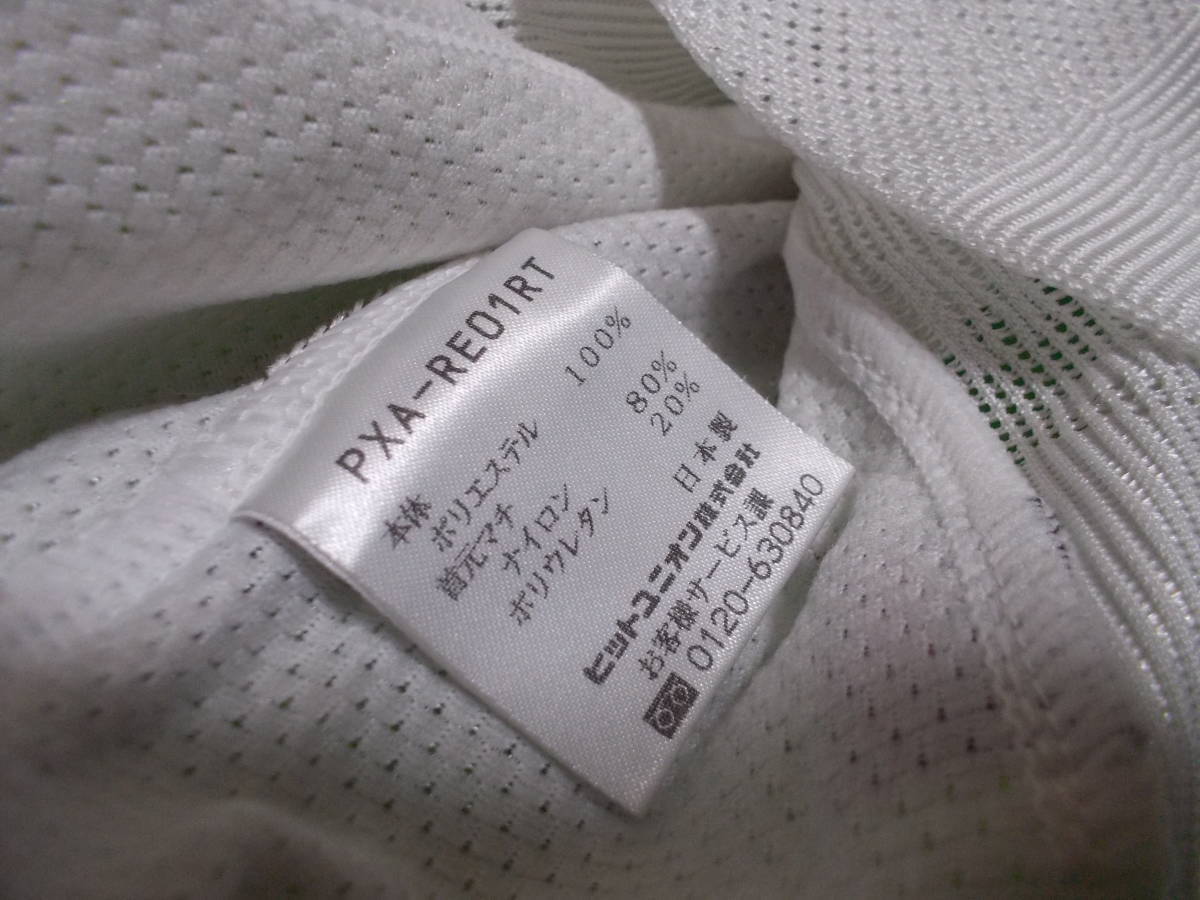 PXA-RE01RT
本体
ポリエステル 100%
首元マチ
ナイロン 80%
ポリウレタン 20%
日本製
ヒットユニオン株式会社
お客様サービス課
0120-630840